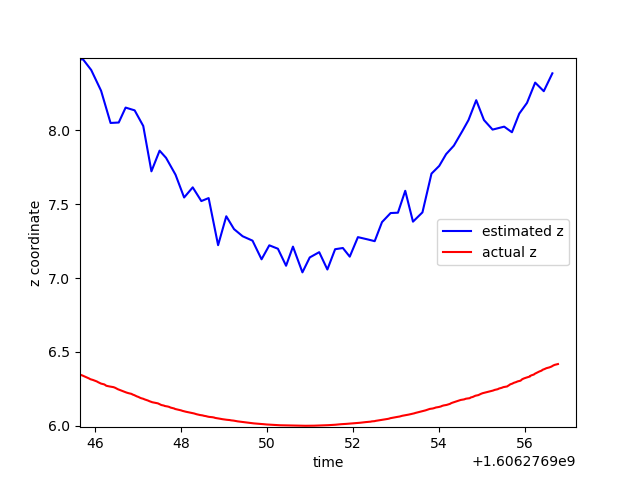 8.0
7.5
7.0
6.5
6.0
z coordinate
estimated z
actual z
46 48 50 52 54 56
time
+1.6062769e9